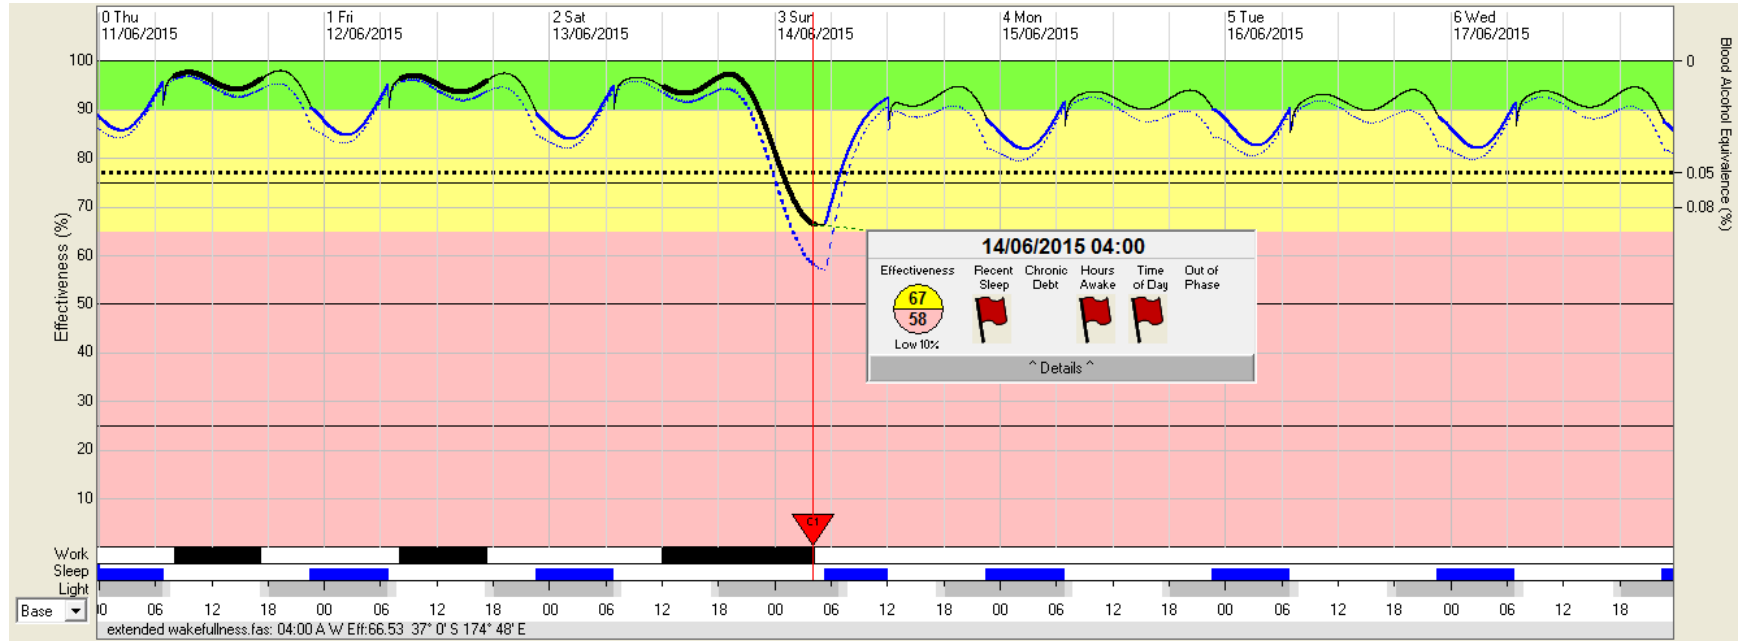 0 Thu 1 Fri 2 Sat 3 Sun 4 Mon 5 Tue 6 Wed
11/06/2015 12/06/2015 13/06/2015 14/06/2015 15/06/2015 16/06/2015 17/06/2015
Effectiveness (%)
100
90
80
70
60
50
40
30
20
10
Blood Alcohol Equivalence (%)
0
0.05
0.08
14/06/2015 04:00
Effectiveness Recent Sleep Chronic Debt Hours Awake Time of Day Out of Phase
67
58
Low 10%
^ Details ^
C1
Work
Sleep
Light
Base
00 06 12 18 00 06 12 18 00 06 12 18 00 06 12 18 00 06 12 18 00 06 12 18 00 06 12 18
extended wakefullness.fas: 04:00 A W Eff:66.53 37° 0' S 174° 48' E